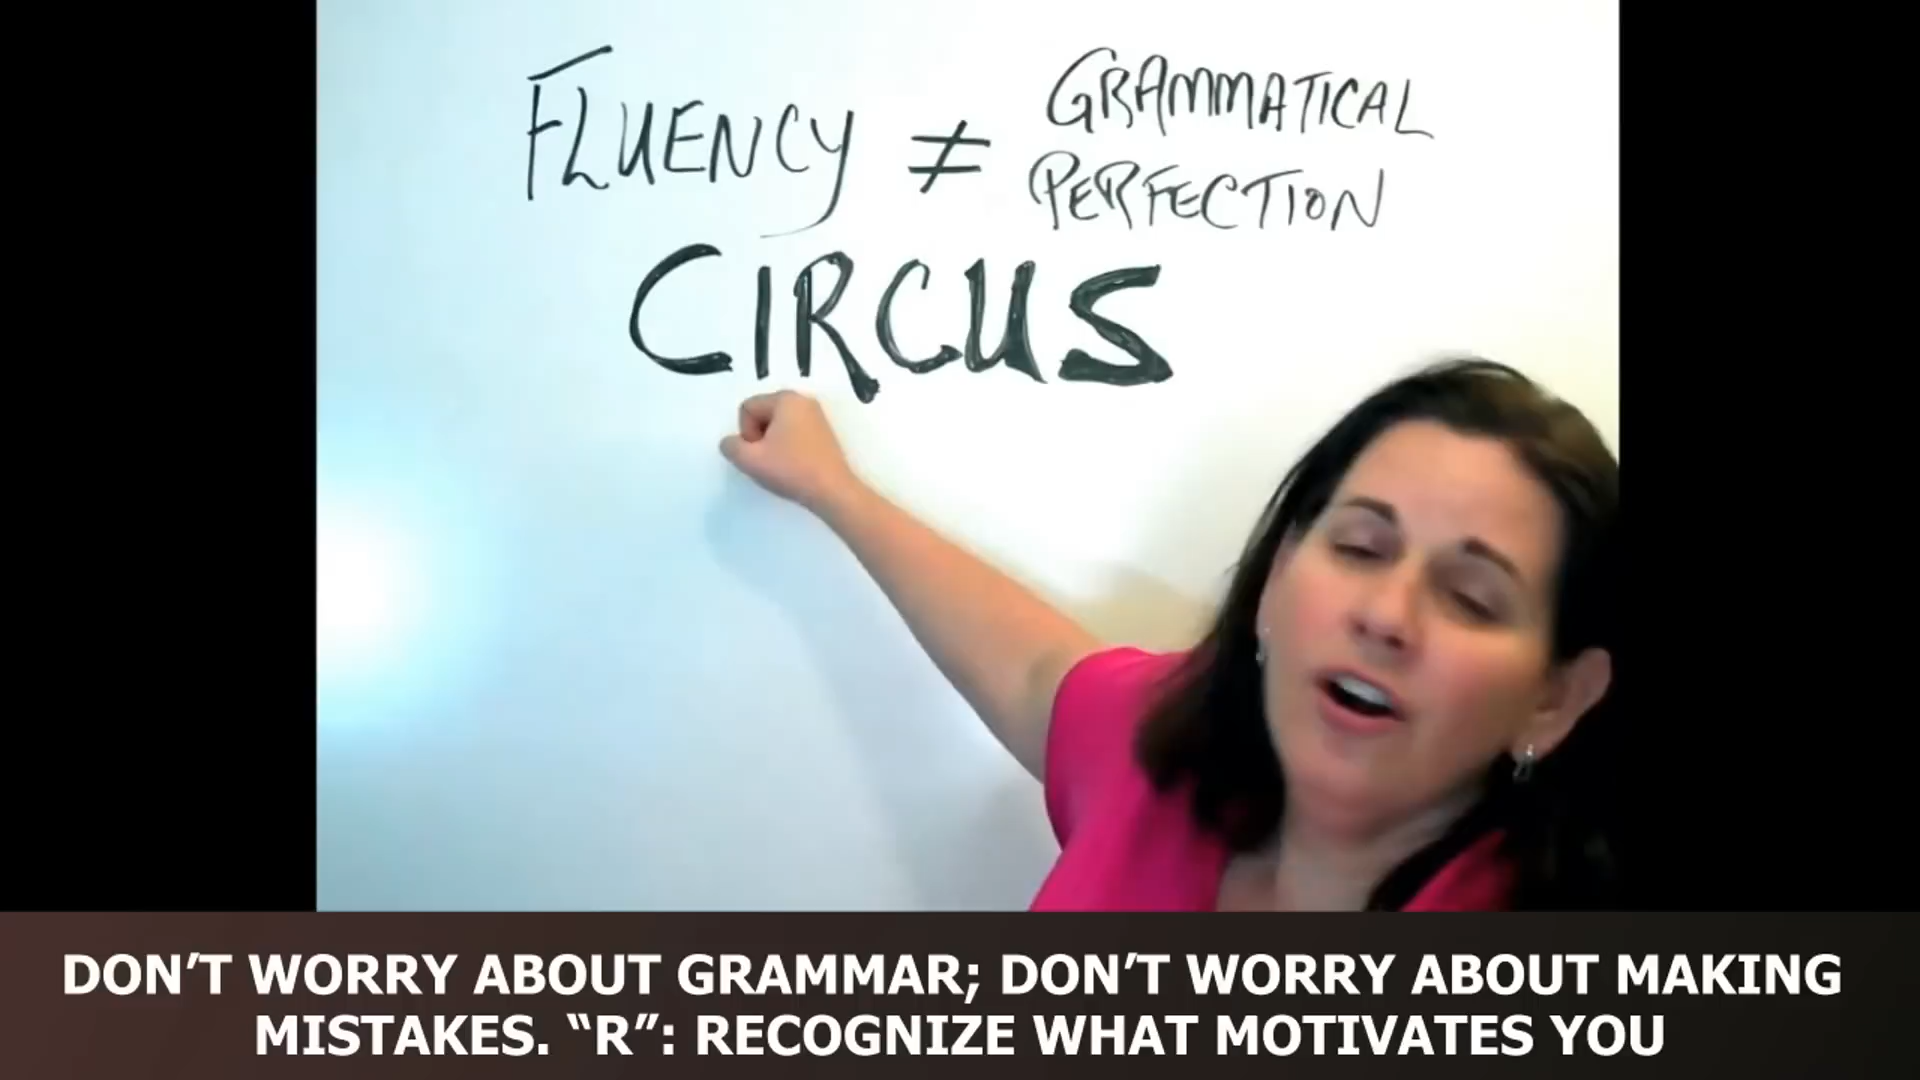 FLUENCY ≠ GRAMMATICAL
PERFECTION
CIRCUS
DON’T WORRY ABOUT GRAMMAR; DON’T WORRY ABOUT MAKING
MISTAKES. “R”: RECOGNIZE WHAT MOTIVATES YOU